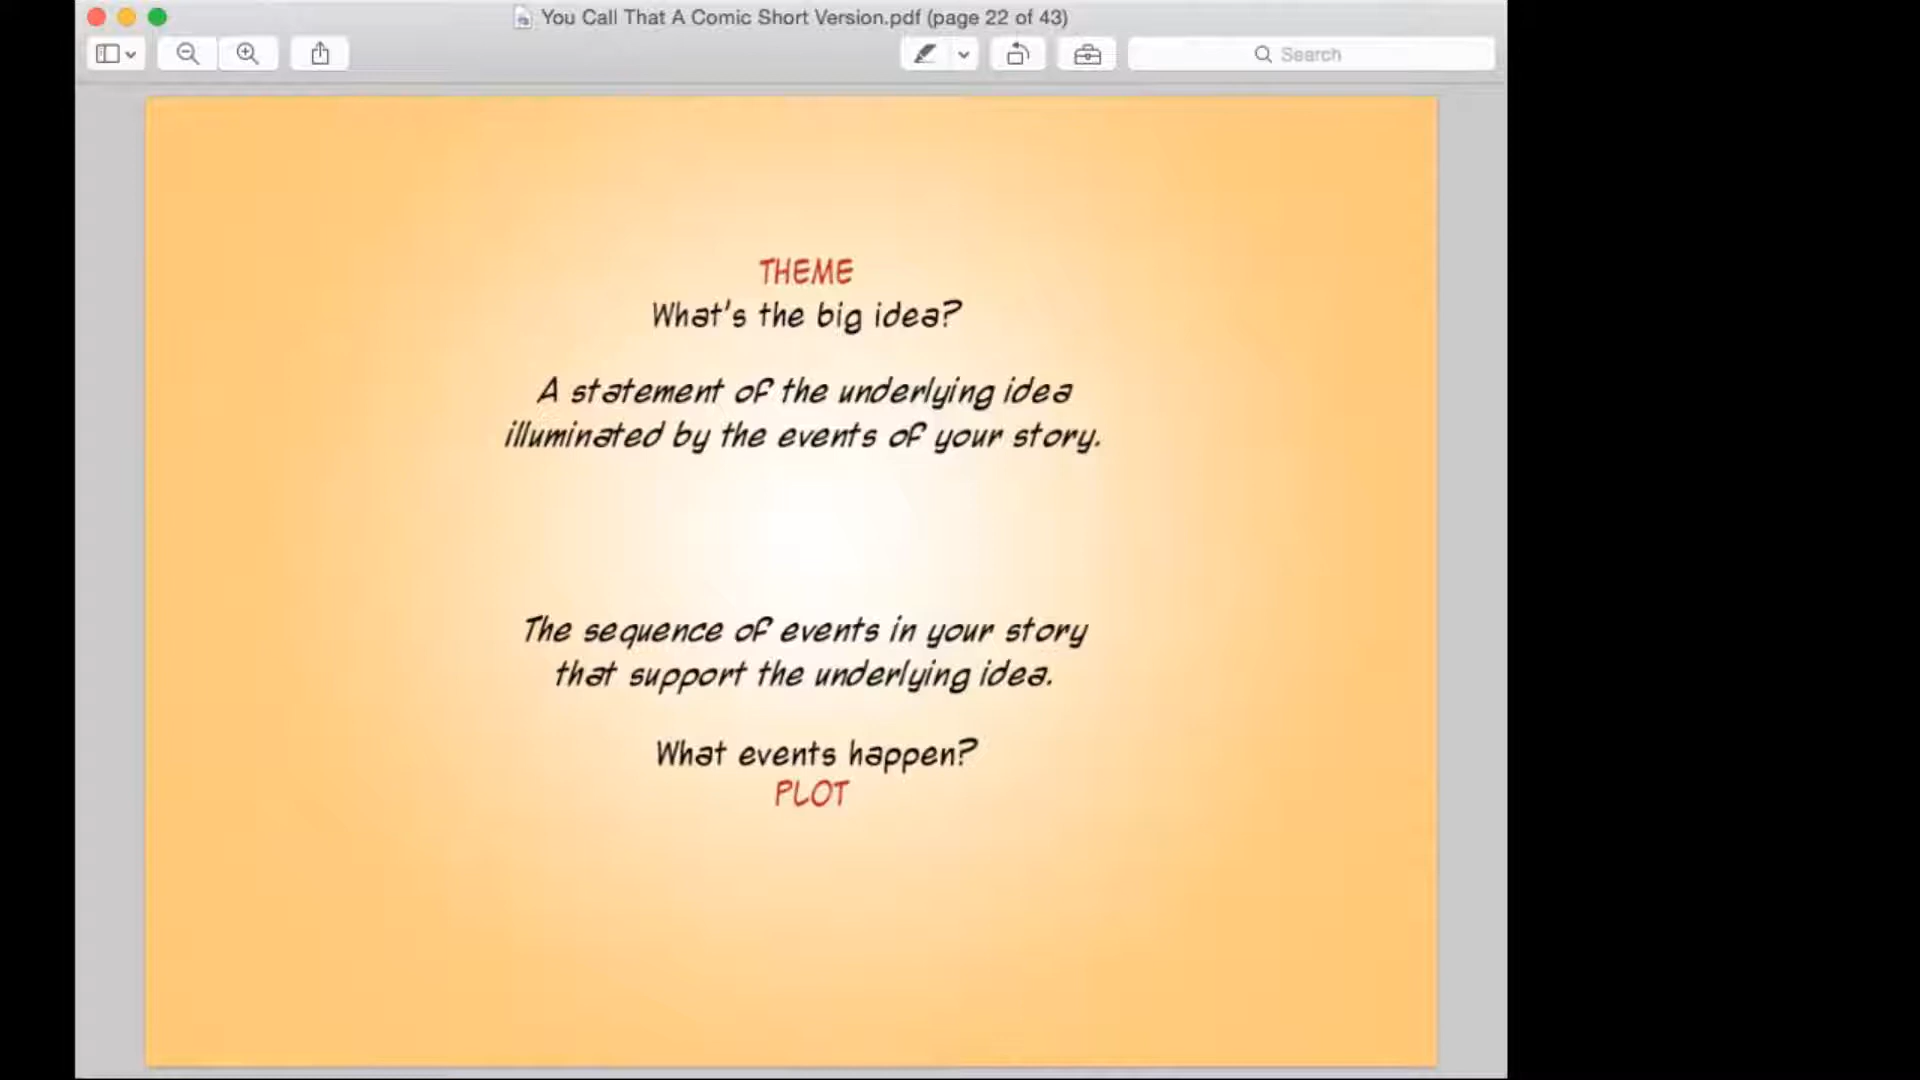 You Call That A Comic Short Version.pdf (page 22 of 43)
Search
THEME
What's the big idea?
A statement of the underlying idea
illuminated by the events of your story.
The sequence of events in your story
that support the underlying idea.
What events happen?
PLOT